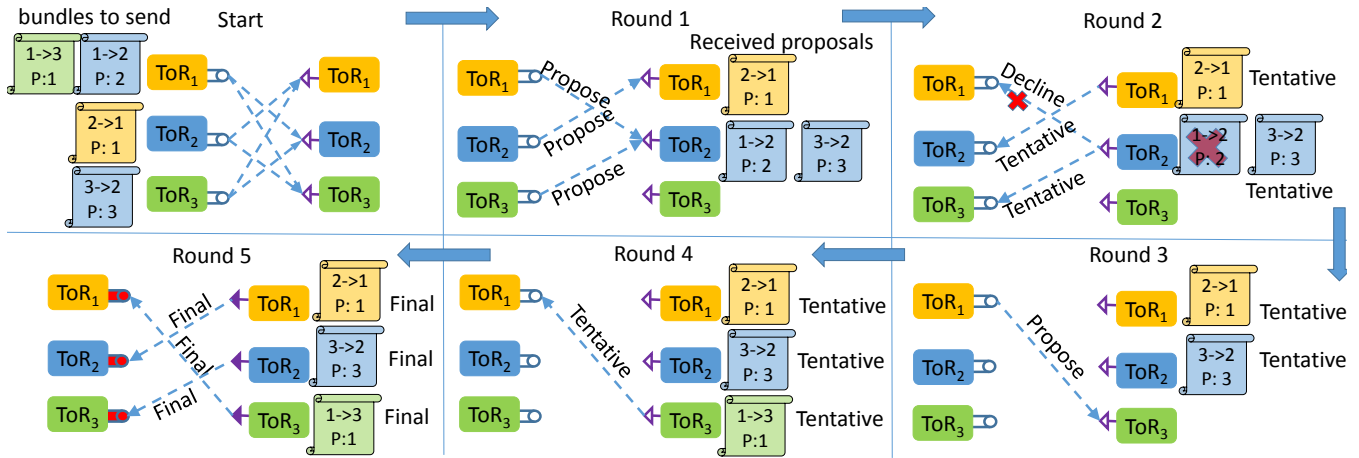 bundles to send
Start
1->3
P:1
1->2
P: 2
2->1
P: 1
3->2
P: 3
ToR1
ToR2
ToR3
ToR1
ToR2
ToR3
Round 1
Received proposals
ToR1
ToR2
ToR3
Propose
Propose
Propose
ToR1
ToR2
ToR3
2->1
P: 1
1->2
P: 2
3->2
P: 3
Round 2
ToR1
ToR2
ToR3
Decline
Tentative
Tentative
ToR1
ToR2
ToR3
2->1
P: 1
Tentative
1->2
P: 2
3->2
P: 3
Tentative
Round 5
ToR1
ToR2
ToR3
Final
Final
Final
ToR1
ToR2
ToR3
2->1
P: 1
Final
3->2
P: 3
Final
1->3
P:1
Final
Round 4
ToR1
ToR2
ToR3
Tentative
ToR1
ToR2
ToR3
2->1
P: 1
Tentative
3->2
P: 3
Tentative
1->3
P:1
Tentative
Round 3
ToR1
ToR2
ToR3
Propose
ToR1
ToR2
ToR3
2->1
P: 1
Tentative
3->2
P: 3
Tentative